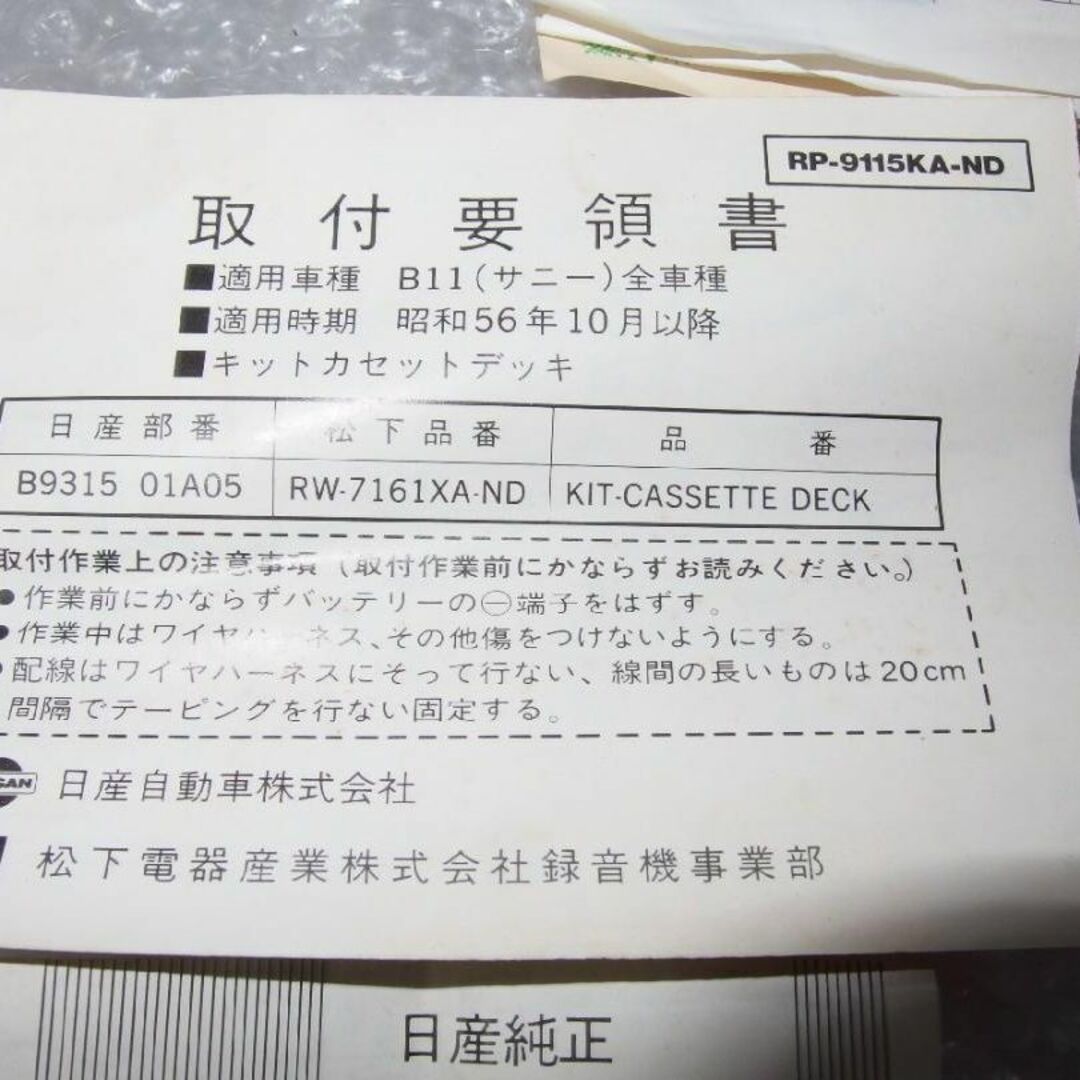 RP-9115KA-ND
取付要領書
■適用車種 B11(サニー)全車種
■適用時期 昭和56年10月以降
■キットカセットデッキ
日産部番 松下品番 品番
B9315 01A05 RW-7161XA-ND KIT-CASSETTE DECK
取付作業上の注意事項(取付作業前にかならずお読みください。)
●作業前にかならずバッテリーの㊀端子をはずす。
●作業中はワイヤハーネス、その他傷をつけないようにする。
●配線はワイヤハーネスにそって行ない、線間の長いものは20cm
間隔でテーピングを行ない固定する。
日産自動車株式会社
松下電器産業株式会社録音機事業部
日産純正